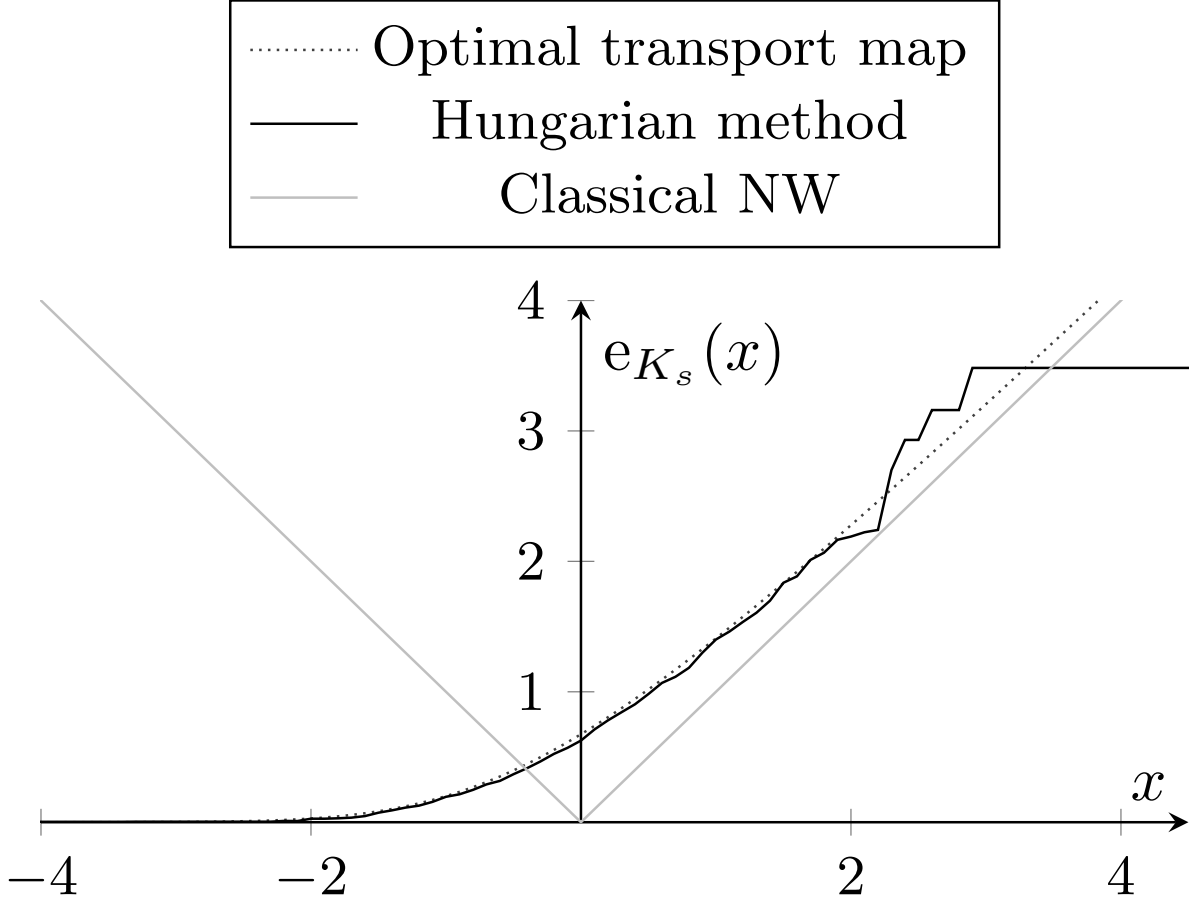 Optimal transport map
Hungarian method
Classical NW
4
e_{K_s}(x)
3
2
1
x
−4 −2 2 4